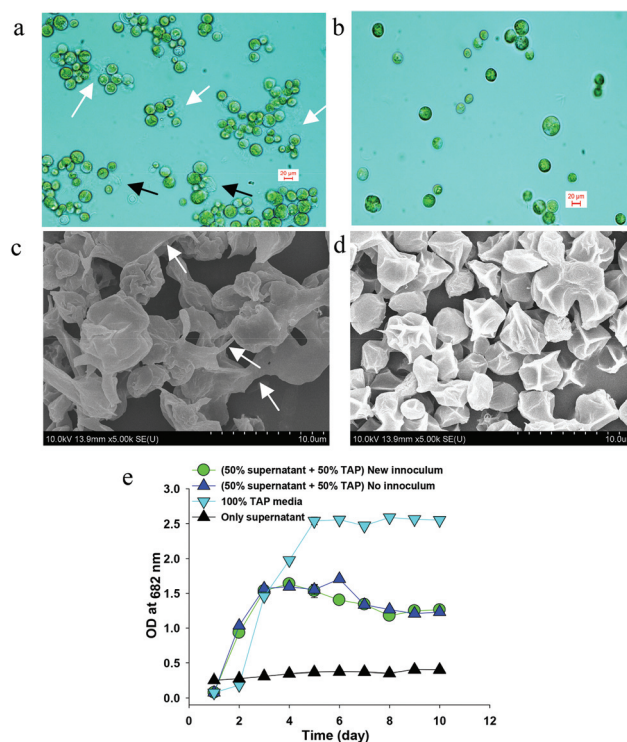 a
b
20 µm
20 µm
c
d
10.0kV 13.9mm x5.00k SE(U) 10.0um
10.0kV 13.9mm x5.00k SE(U) 10.0um
e
(50% supernatant + 50% TAP) New innoculum
(50% supernatant + 50% TAP) No innoculum
100% TAP media
Only supernatant
3.0
2.5
2.0
1.5
1.0
0.5
0.0
OD at 682 nm
0 2 4 6 8 10 12
Time (day)